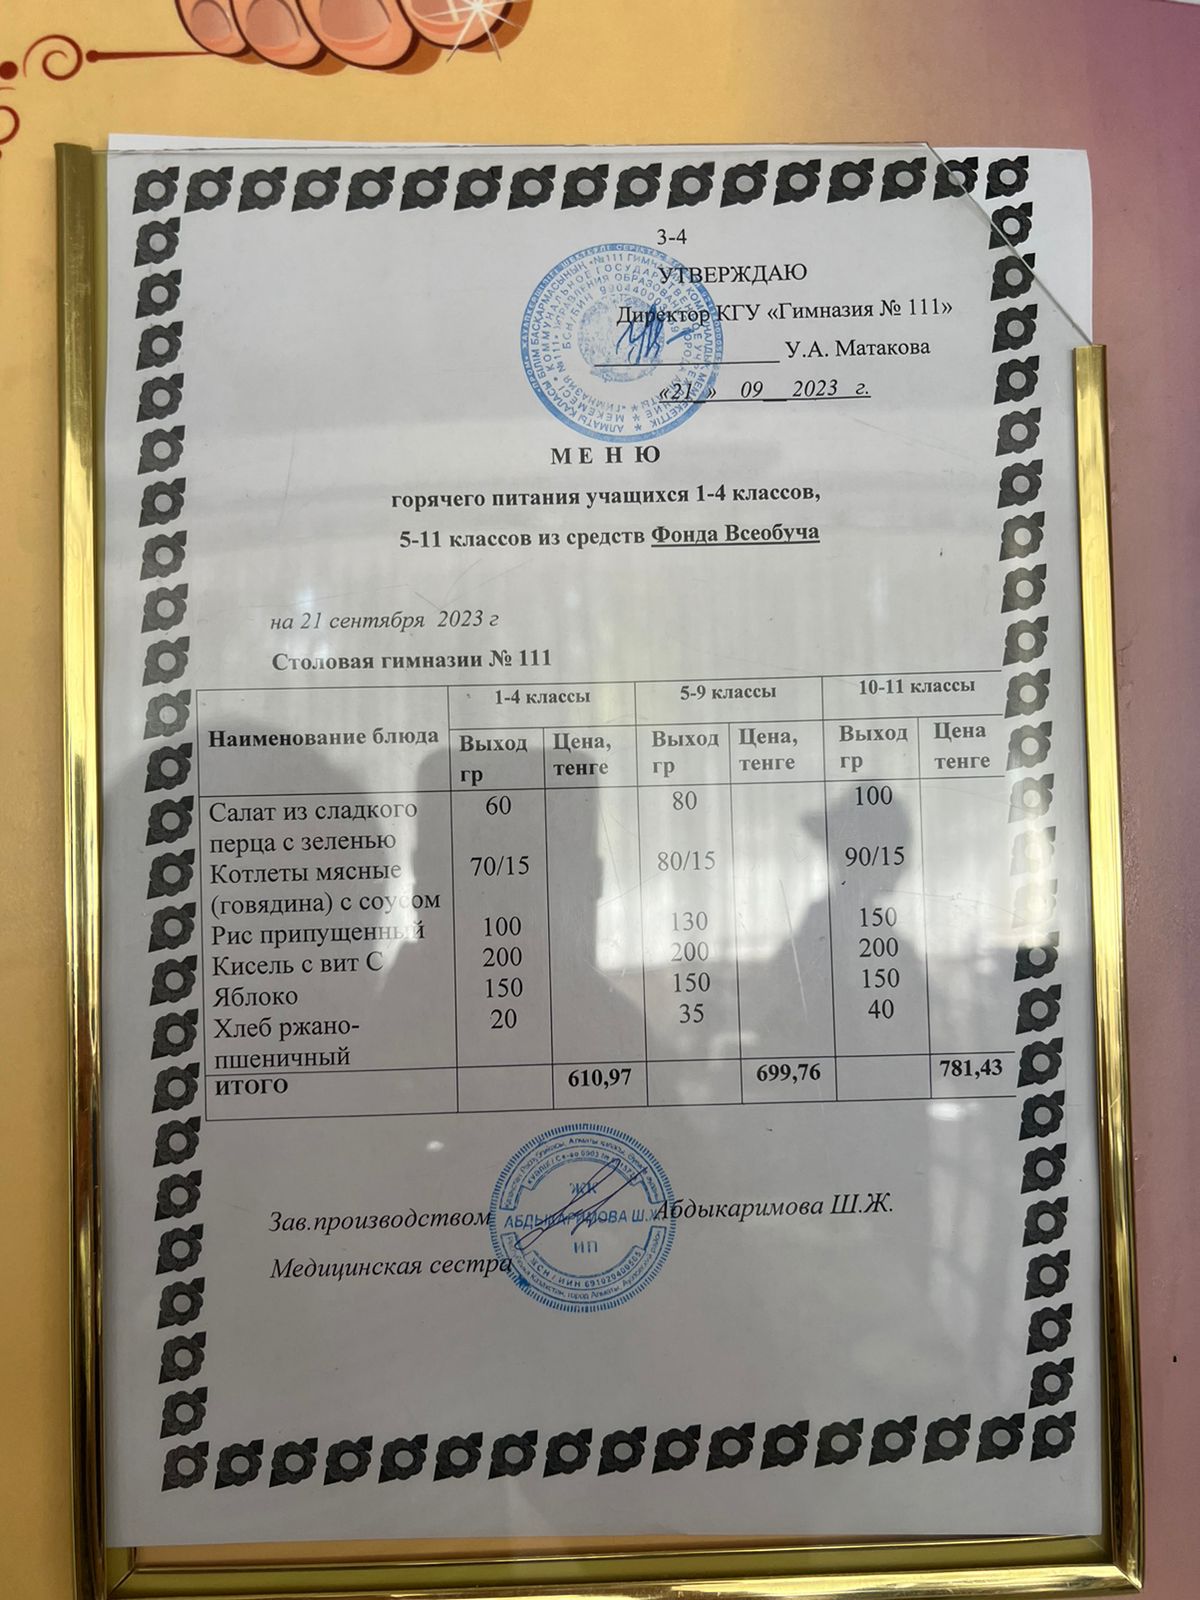 3-4
УТВЕРЖДАЮ
Директор КГУ «Гимназия № 111»
У.А. Матакова
«21 » 09 2023 г.
М Е Н Ю
горячего питания учащихся 1-4 классов,
5-11 классов из средств Фонда Всеобуча
на 21 сентября 2023 г
Столовая гимназии № 111
Наименование блюда 1-4 классы 5-9 классы 10-11 классы
Выход гр Цена, тенге Выход гр Цена, тенге Выход гр Цена тенге
Салат из сладкого 60 80 100
перца с зеленью
Котлеты мясные 70/15 80/15 90/15
(говядина) с соусом
Рис припущенный 100 130 150
Кисель с вит С 200 200 200
Яблоко 150 150 150
Хлеб ржано- 20 35 40
пшеничный
ИТОГО 610,97 699,76 781,43
Зав.производством Абдыкаримова Ш.Ж.
Медицинская сестра
ЖК
АБДЫКАРИМОВА Ш.Ж
ИП